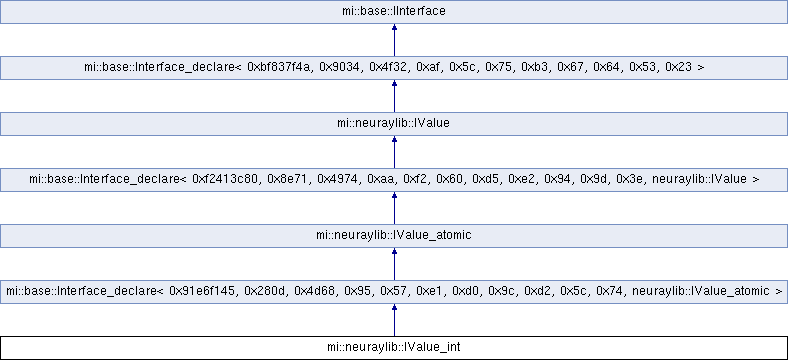 mi::base::IInterface
mi::base::Interface_declare< 0xbf837f4a, 0x9034, 0x4f32, 0xaf, 0x5c, 0x75, 0xb3, 0x67, 0x64, 0x53, 0x23 >
mi::neuraylib::IValue
mi::base::Interface_declare< 0xf2413c80, 0x8e71, 0x4974, 0xaa, 0xf2, 0x60, 0xd5, 0xe2, 0x94, 0x9d, 0x3e, neuraylib::IValue >
mi::neuraylib::IValue_atomic
mi::base::Interface_declare< 0x91e6f145, 0x280d, 0x4d68, 0x95, 0x57, 0xe1, 0xd0, 0x9c, 0xd2, 0x5c, 0x74, neuraylib::IValue_atomic >
mi::neuraylib::IValue_int